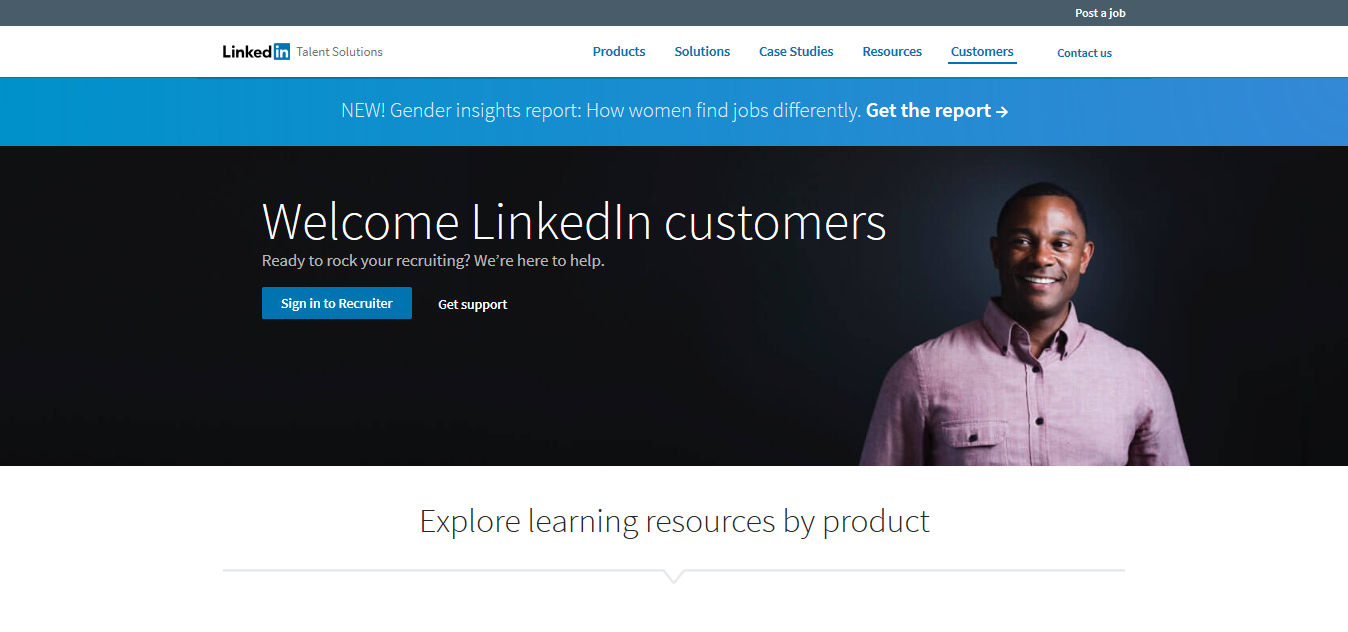 Post a job
Linkedin Talent Solutions
Products Solutions Case Studies Resources Customers Contact us
NEW! Gender insights report: How women find jobs differently. Get the report →
Welcome LinkedIn customers
Ready to rock your recruiting? We’re here to help.
Sign in to Recruiter Get support
Explore learning resources by product